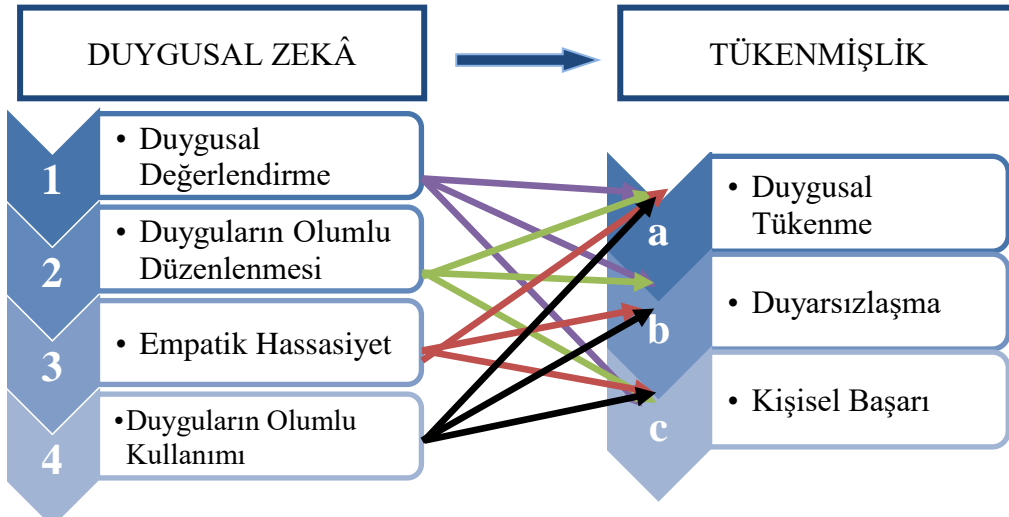 DUYGUSAL ZEKÂ
TÜKENMİŞLİK
1
• Duygusal
Değerlendirme
2
• Duyguların Olumlu
Düzenlenmesi
3
• Empatik Hassasiyet
4
•Duyguların Olumlu
Kullanımı
a
• Duygusal
Tükenme
b
• Duyarsızlaşma
c
• Kişisel Başarı